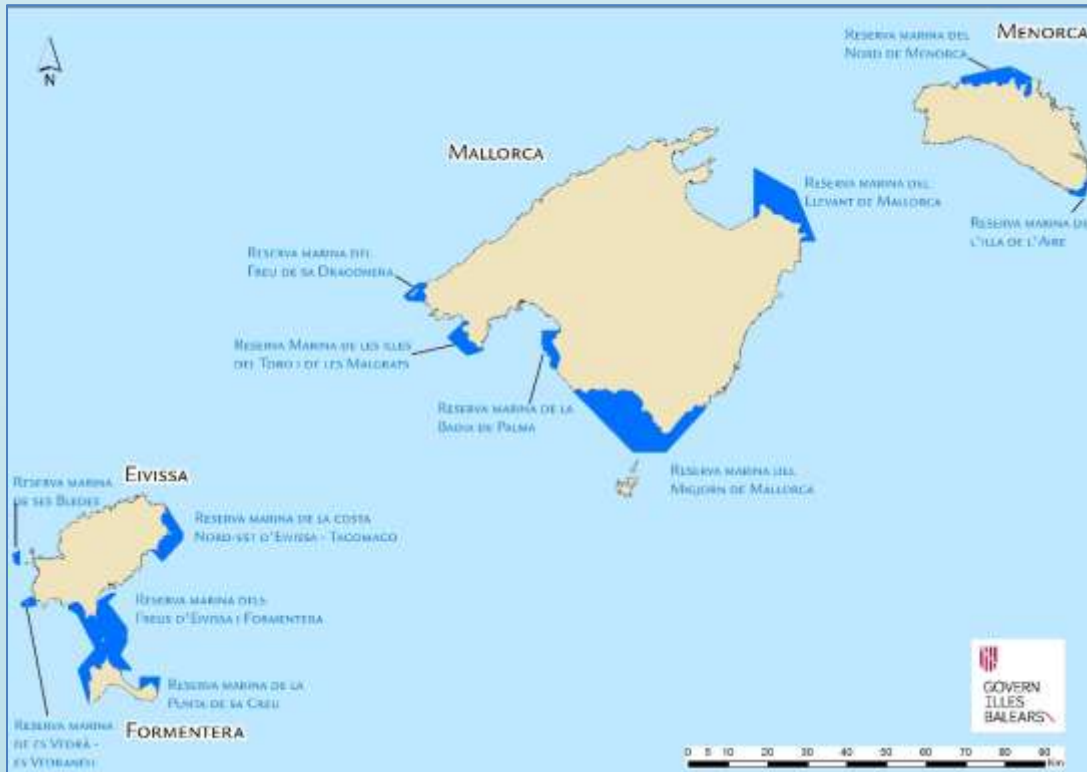 RESERVA MARINA DEL
NORD DE MENORCA
MENORCA
N
MALLORCA
RESERVA MARINA DEL
LLEVANT DE MALLORCA
RESERVA MARINA DE
L'ILLA DE L'AIRE
RESERVA MARINA DEL
FREU DE SA DRAGONERA
RESERVA MARINA DE LES ILLES
DEL TORO I DE LES MALGRATS
RESERVA MARINA DE LA
BADIA DE PALMA
RESERVA MARINA DEL
MIGJORN DE MALLORCA
EIVISSA
RESERVA MARINA
DE SES BLEDES
RESERVA MARINA DE LA COSTA
NORD-EST D'EIVISSA - TAGOMAGO
RESERVA MARINA DELS
FREUS D'EIVISSA I FORMENTERA
RESERVA MARINA DE LA
PUNTA DE SA CREU
FORMENTERA
RESERVA MARINA
DE ES VEDRÀ -
ES VEDRANELL
GOVERN
ILLES
BALEARS
0 5 10 20 30 40 50 60 70 80 90
Km